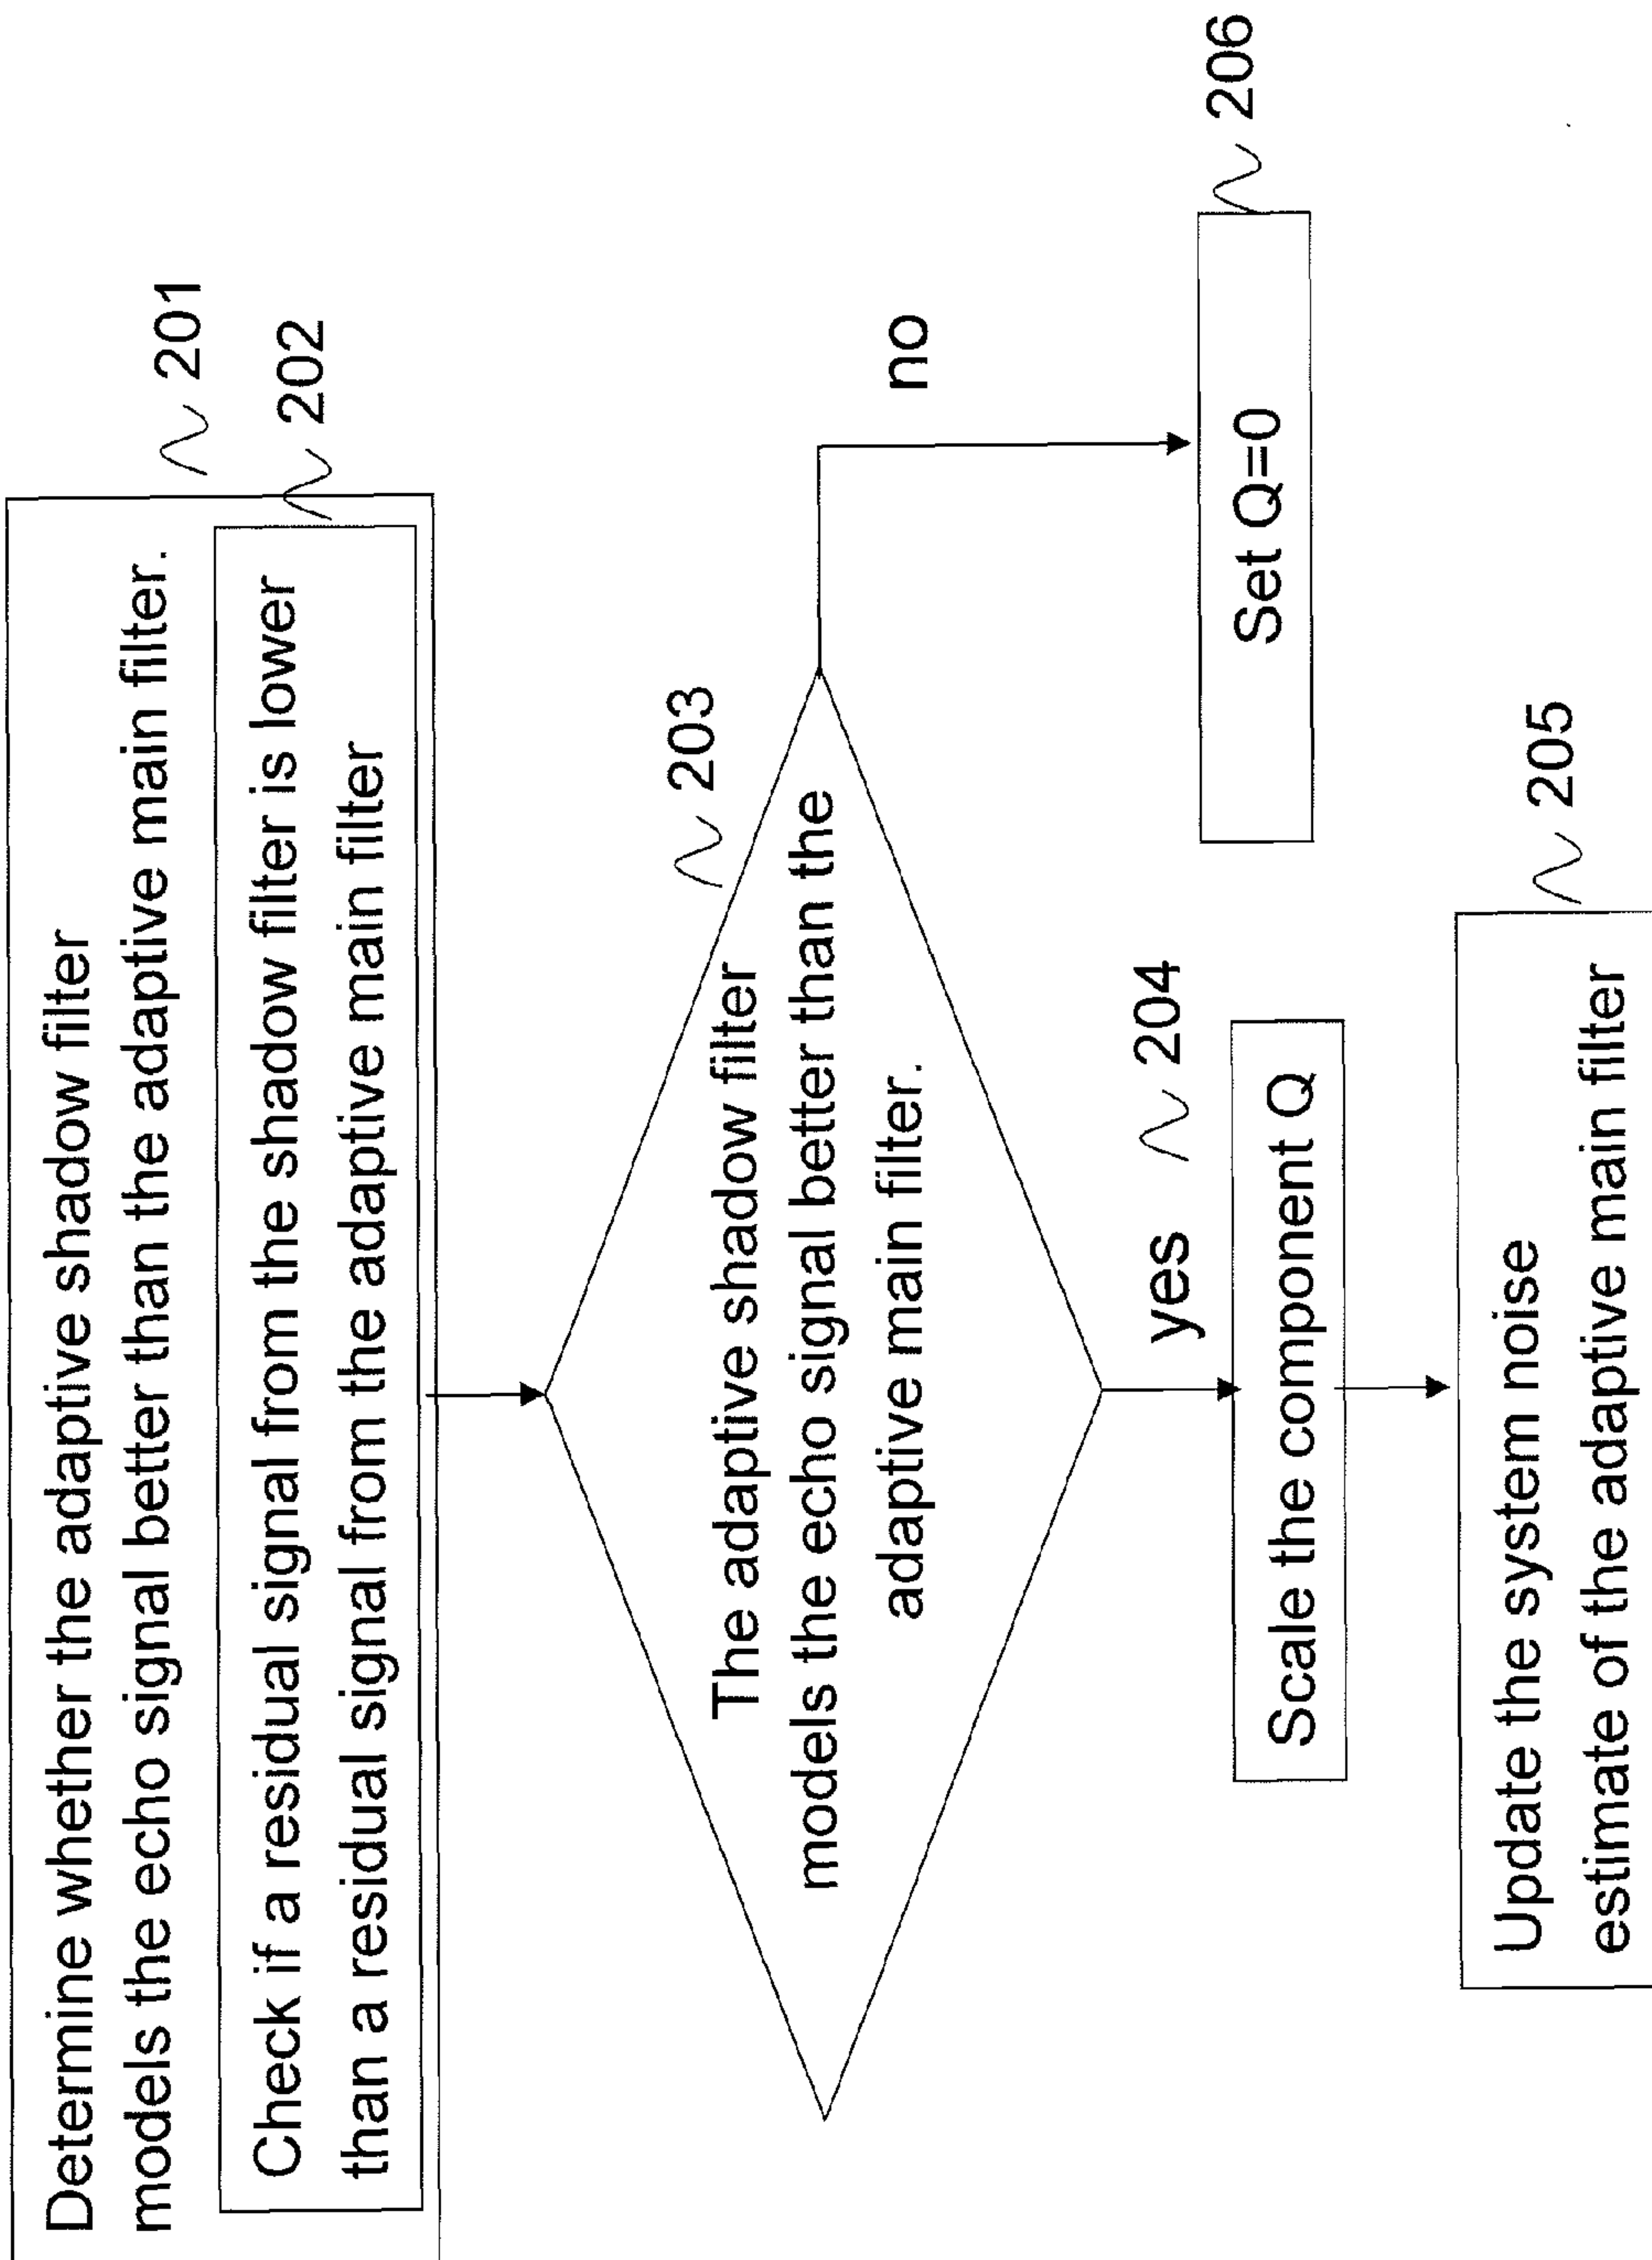 Determine whether the adaptive shadow filter
models the echo signal better than the adaptive main filter.
201
Check if a residual signal from the shadow filter is lower
than a residual signal from the adaptive main filter
202
The adaptive shadow filter
models the echo signal better than the
adaptive main filter.
203
no
yes
204
Scale the component Q
Set Q=0
206
Update the system noise
estimate of the adaptive main filter
205